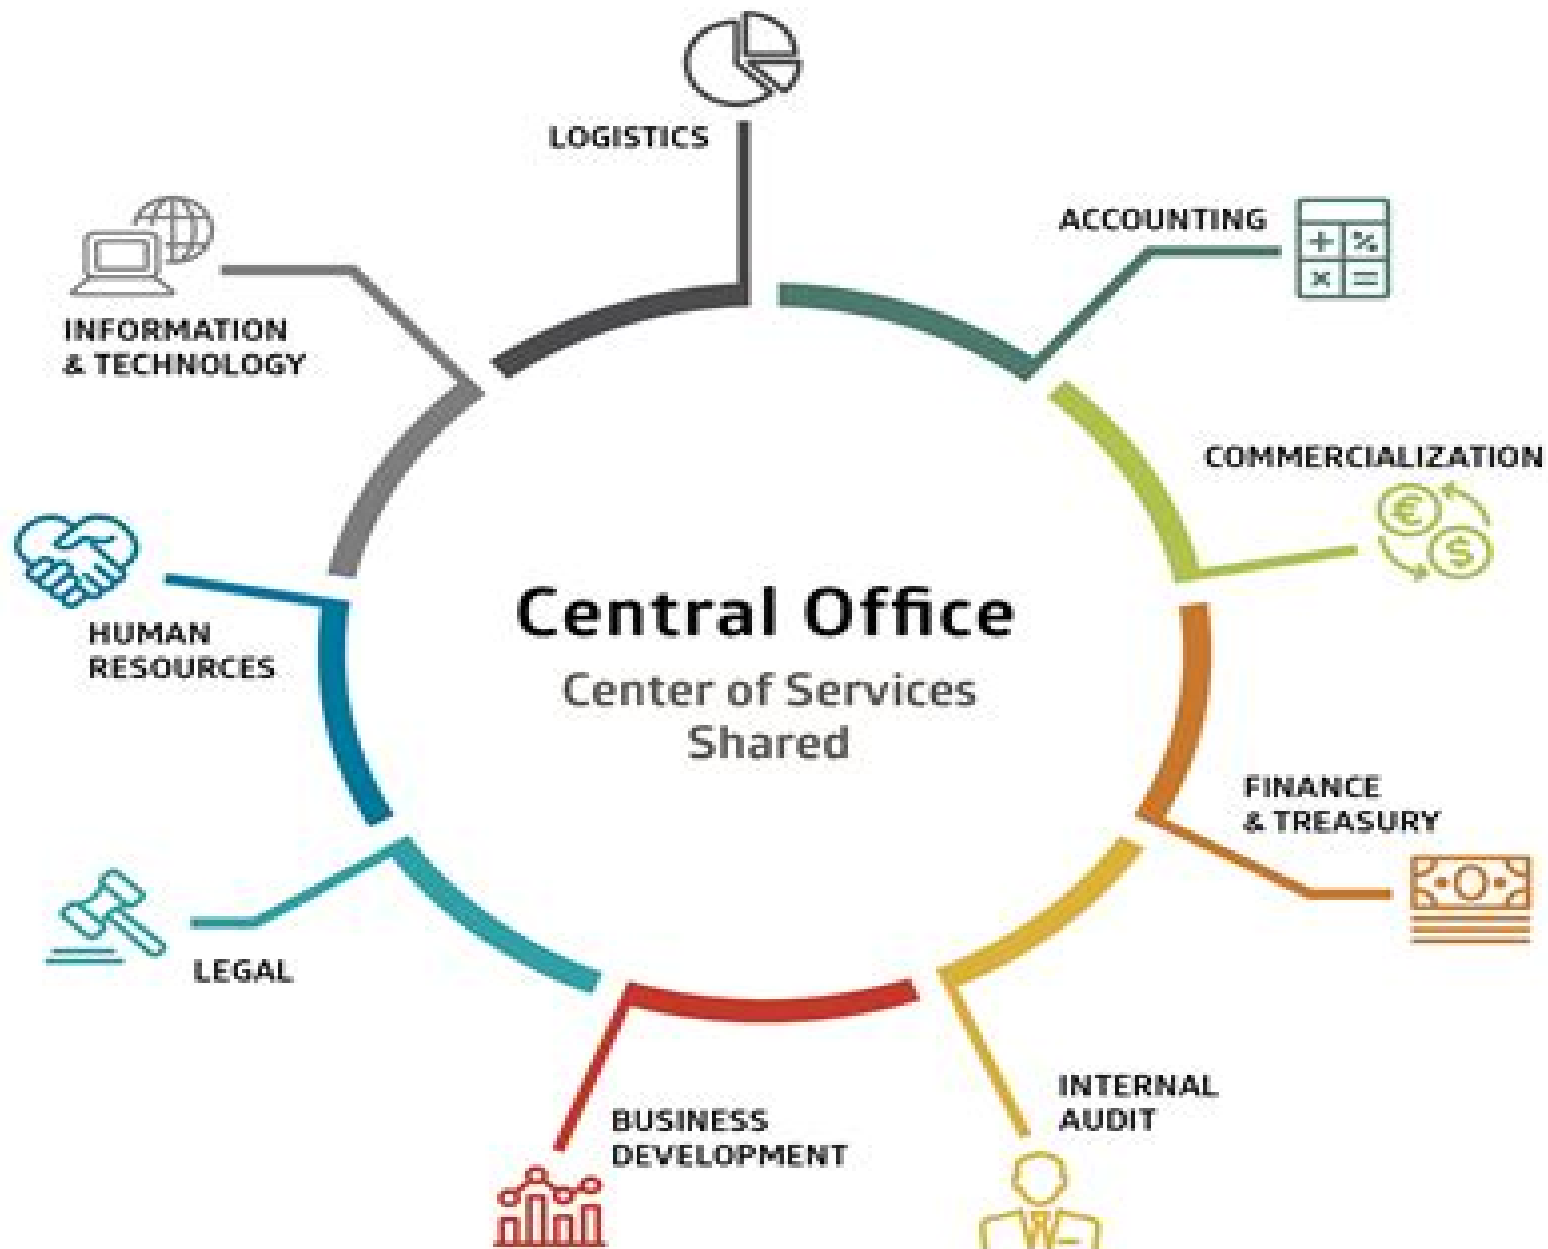 LOGISTICS
ACCOUNTING
+ %
× =
INFORMATION
& TECHNOLOGY
COMMERCIALIZATION
€
$
Central Office
Center of Services
Shared
HUMAN
RESOURCES
FINANCE
& TREASURY
LEGAL
INTERNAL
AUDIT
BUSINESS
DEVELOPMENT